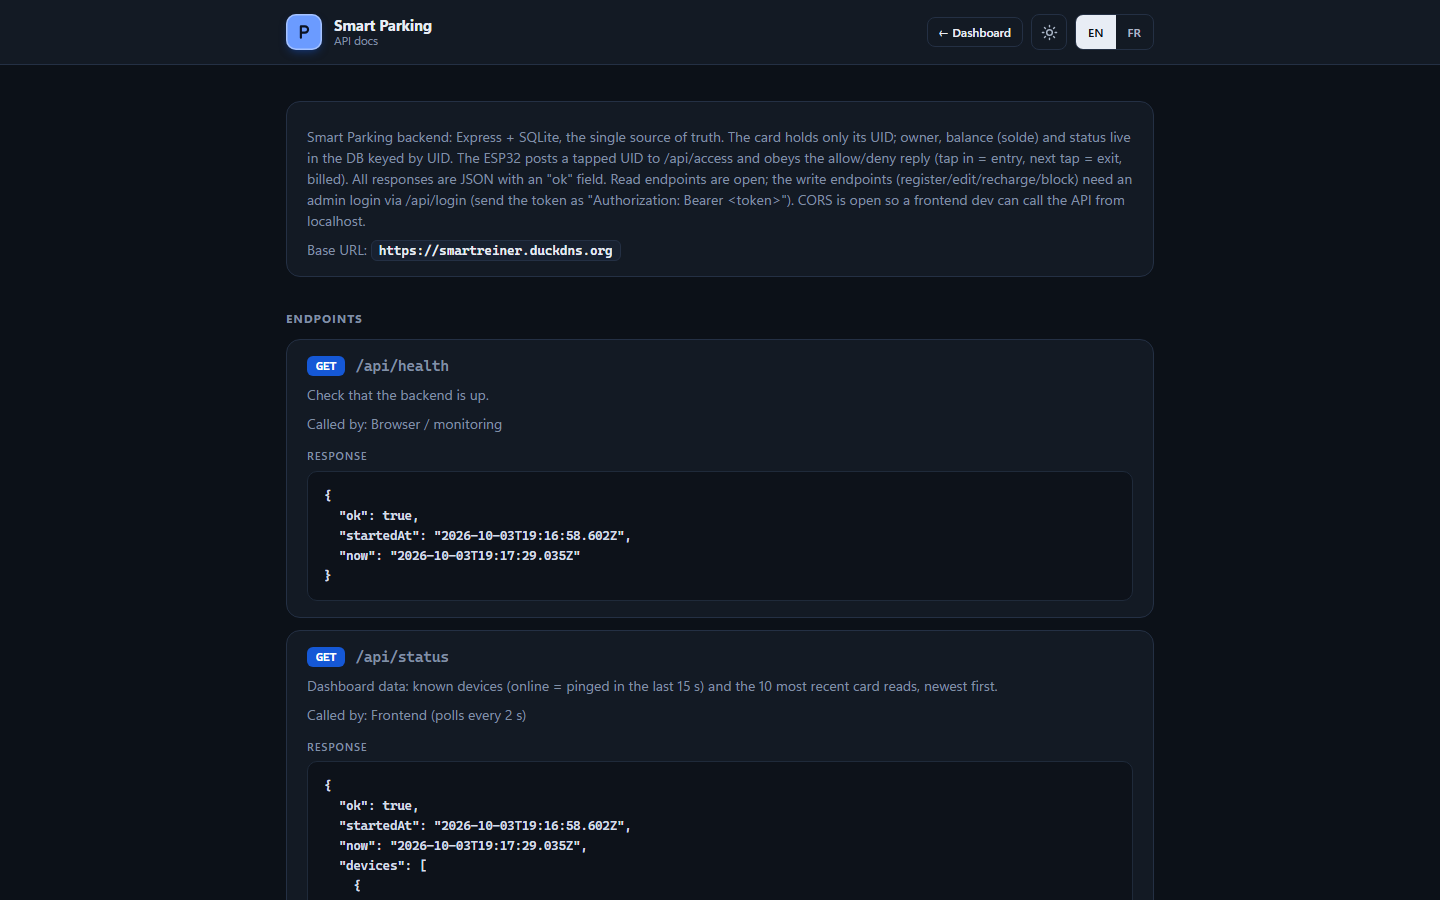 P
Smart Parking
API docs
← Dashboard
EN
FR
Smart Parking backend: Express + SQLite, the single source of truth. The card holds only its UID; owner, balance (solde) and status live
in the DB keyed by UID. The ESP32 posts a tapped UID to /api/access and obeys the allow/deny reply (tap in = entry, next tap = exit,
billed). All responses are JSON with an "ok" field. Read endpoints are open; the write endpoints (register/edit/recharge/block) need an
admin login via /api/login (send the token as "Authorization: Bearer <token>"). CORS is open so a frontend dev can call the API from
localhost.
Base URL: https://smartreiner.duckdns.org
ENDPOINTS
GET /api/health
Check that the backend is up.
Called by: Browser / monitoring
RESPONSE
{
"ok": true,
"startedAt": "2026-10-03T19:16:58.602Z",
"now": "2026-10-03T19:17:29.035Z"
}
GET /api/status
Dashboard data: known devices (online = pinged in the last 15 s) and the 10 most recent card reads, newest first.
Called by: Frontend (polls every 2 s)
RESPONSE
{
"ok": true,
"startedAt": "2026-10-03T19:16:58.602Z",
"now": "2026-10-03T19:17:29.035Z",
"devices": [
{